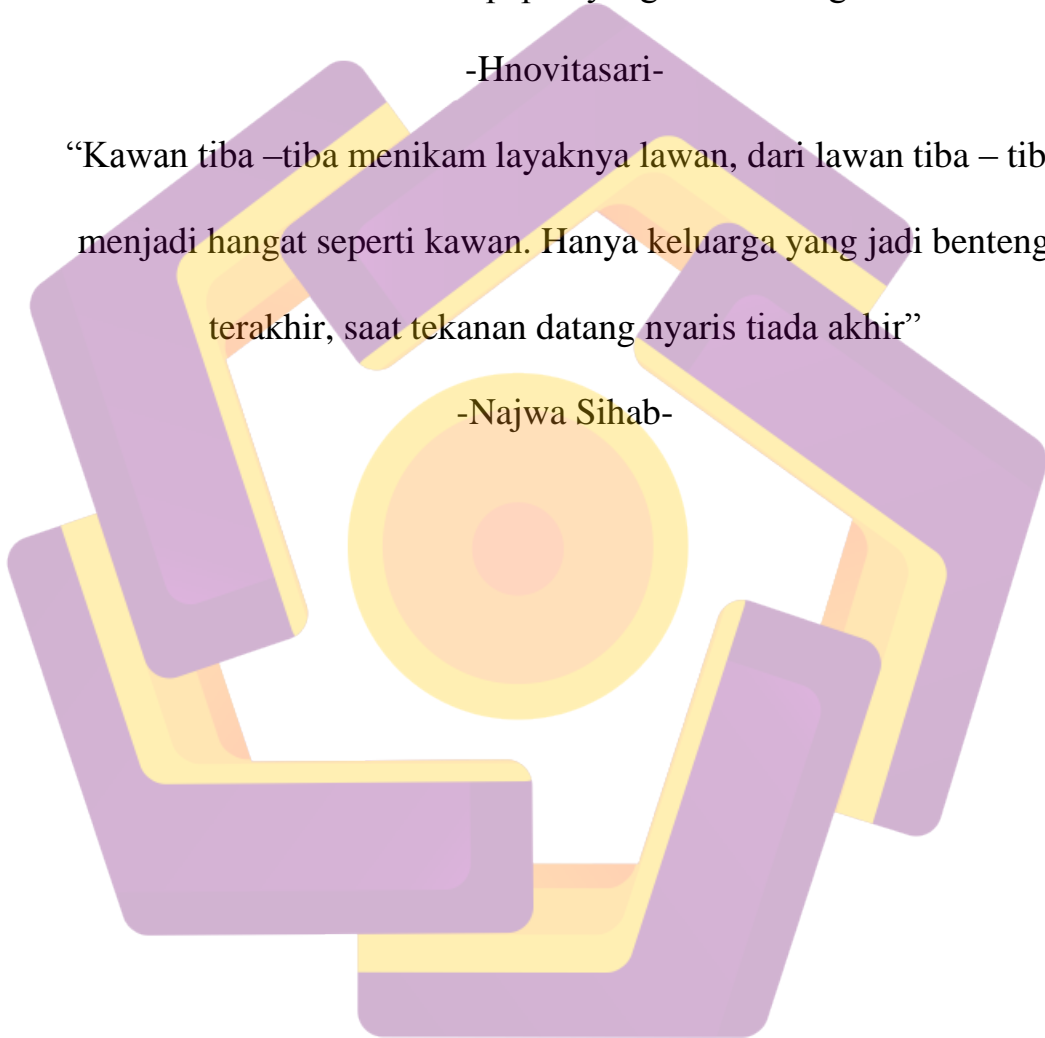 -Hnovitasari-
“Kawan tiba –tiba menikam layaknya lawan, dari lawan tiba – tib
menjadi hangat seperti kawan. Hanya keluarga yang jadi benteng
terakhir, saat tekanan datang nyaris tiada akhir”
-Najwa Sihab-